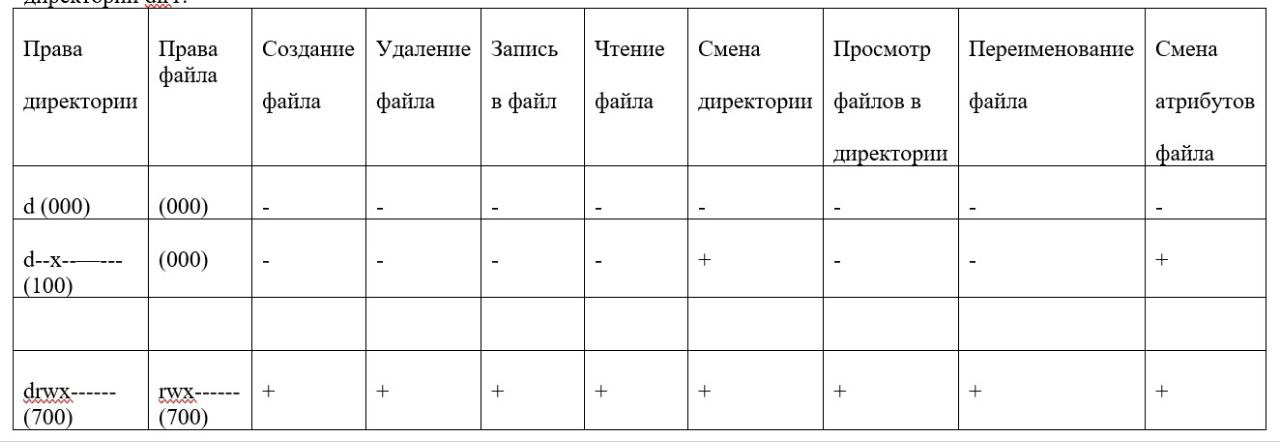 директории dir1.
Права директории | Права файла | Создание файла | Удаление файла | Запись в файл | Чтение файла | Смена директории | Просмотр файлов в директории | Переименование файла | Смена атрибутов файла
d (000) | (000) | - | - | - | - | - | - | - | -
d--x--——--- (100) | (000) | - | - | - | - | + | - | - | +
drwx------ (700) | rwx------ (700) | + | + | + | + | + | + | + | +